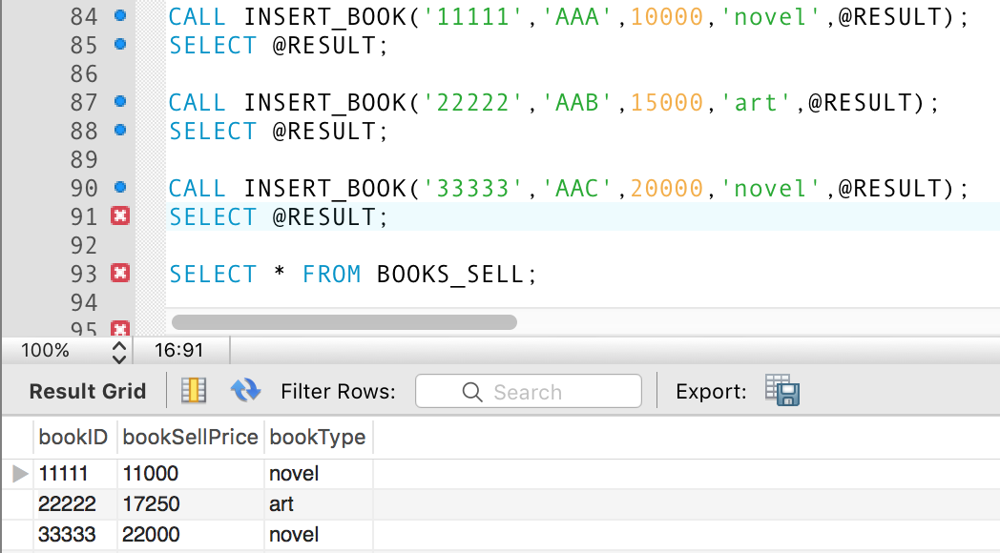 84 CALL INSERT_BOOK('11111','AAA',10000,'novel',@RESULT);
85 SELECT @RESULT;
86
87 CALL INSERT_BOOK('22222','AAB',15000,'art',@RESULT);
88 SELECT @RESULT;
89
90 CALL INSERT_BOOK('33333','AAC',20000,'novel',@RESULT);
91 SELECT @RESULT;
92
93 SELECT * FROM BOOKS_SELL;
94
95
100% 16:91
Result Grid Filter Rows: Search Export:
bookID bookSellPrice bookType
11111 11000 novel
22222 17250 art
33333 22000 novel